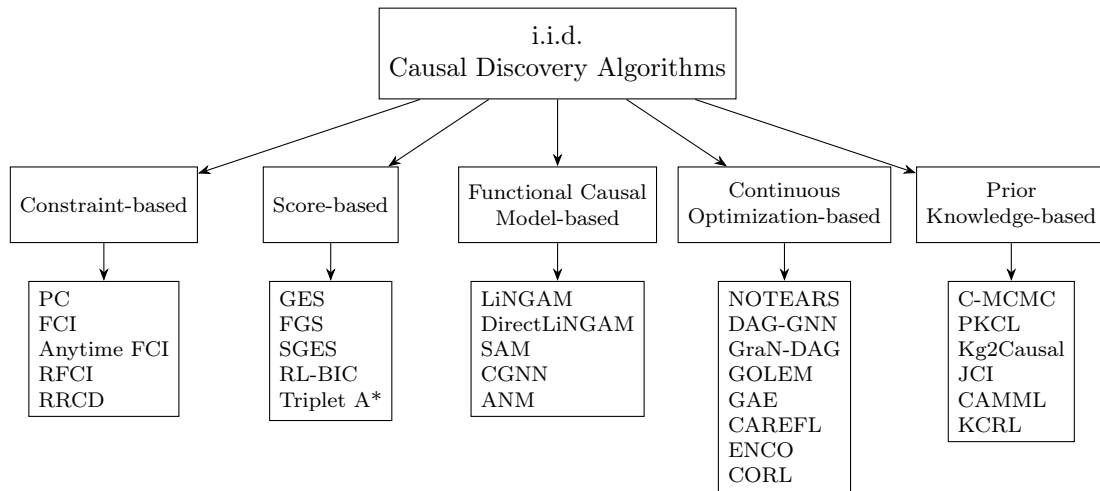 i.i.d.
Causal Discovery Algorithms
Constraint-based
Score-based
Functional Causal
Model-based
Continuous
Optimization-based
Prior
Knowledge-based
PC
FCI
Anytime FCI
RFCI
RRCD
GES
FGS
SGES
RL-BIC
Triplet A*
LiNGAM
DirectLiNGAM
SAM
CGNN
ANM
NOTEARS
DAG-GNN
GraN-DAG
GOLEM
GAE
CAREFL
ENCO
CORL
C-MCMC
PKCL
Kg2Causal
JCI
CAMML
KCRL